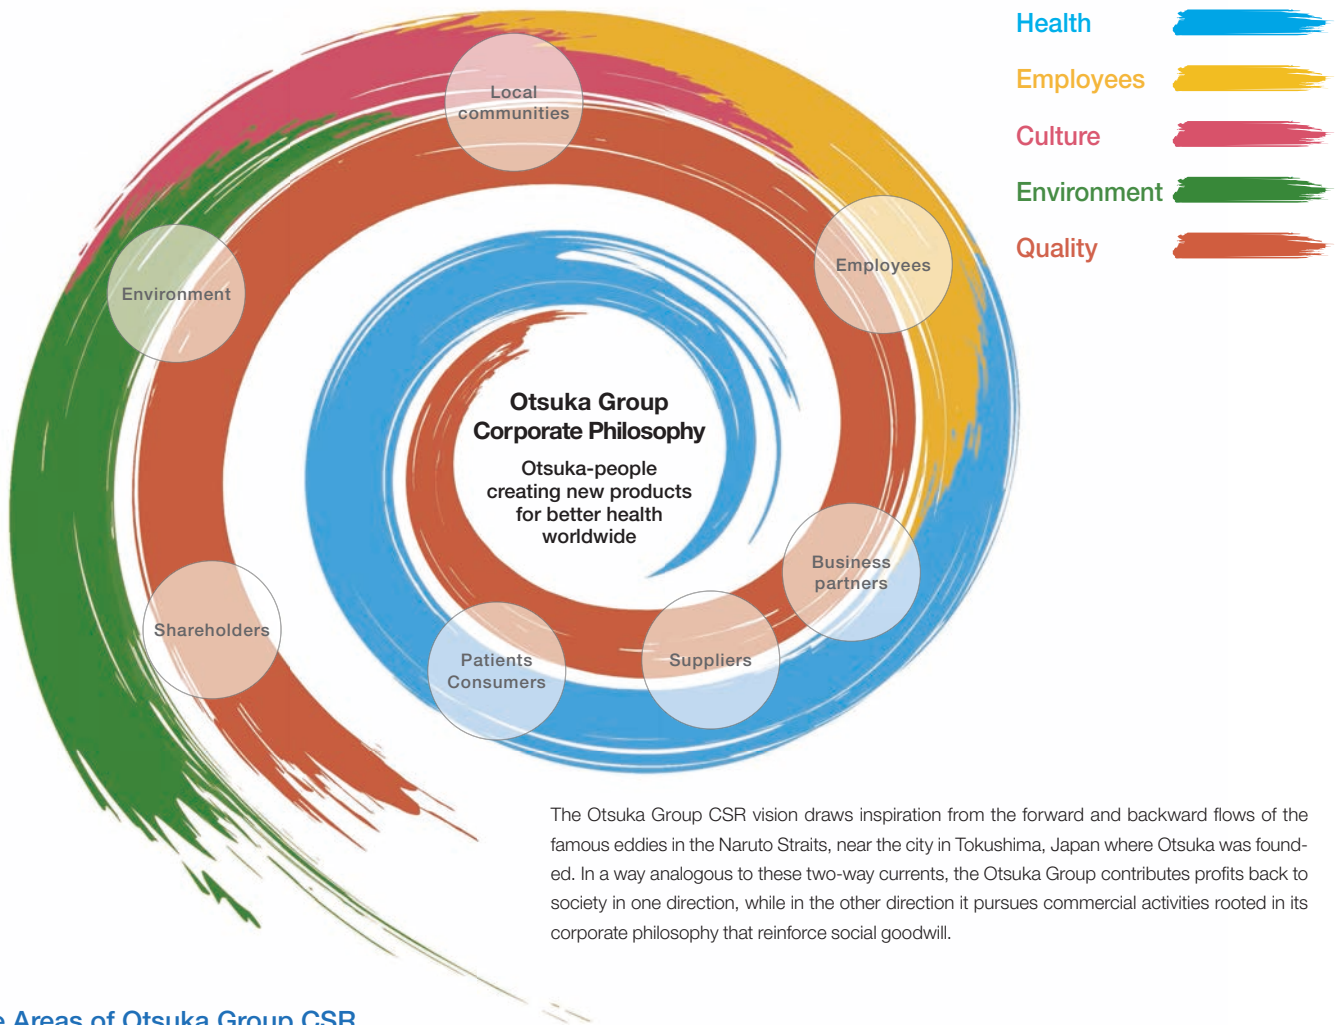 Health
Employees
Culture
Environment
Quality
Local
communities
Environment
Employees
Otsuka Group
Corporate Philosophy
Otsuka-people
creating new products
for better health
worldwide
Business
partners
Shareholders
Patients
Consumers
Suppliers
The Otsuka Group CSR vision draws inspiration from the forward and backward flows of the
famous eddies in the Naruto Straits, near the city in Tokushima, Japan where Otsuka was found-
ed. In a way analogous to these two-way currents, the Otsuka Group contributes profits back to
society in one direction, while in the other direction it pursues commercial activities rooted in its
corporate philosophy that reinforce social goodwill.
Areas of Otsuka Group CSR